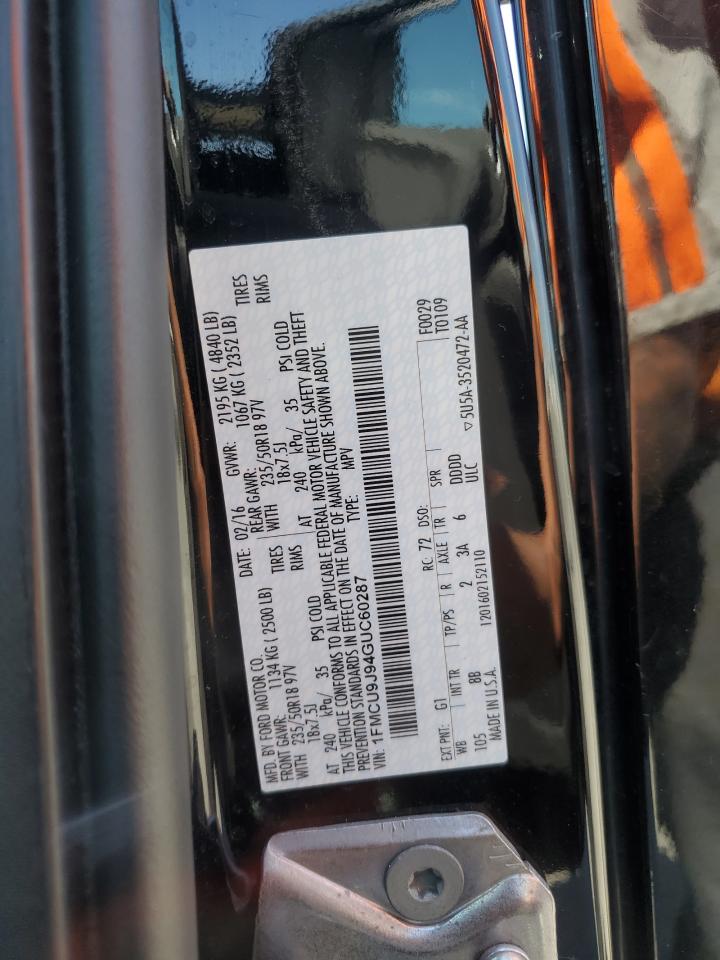 MFD. BY FORD MOTOR CO. DATE: 02/16 GVWR: 2195 KG ( 4840 LB)
FRONT GAWR: 1134 KG ( 2500 LB) REAR GAWR: 1067 KG ( 2352 LB)
WITH 235/50R18 97V TIRES WITH 235/50R18 97V TIRES
18x7.5J RIMS 18x7.5J RIMS
AT 240 kPa/ 35 PSI COLD AT 240 kPa/ 35 PSI COLD
THIS VEHICLE CONFORMS TO ALL APPLICABLE FEDERAL MOTOR VEHICLE SAFETY AND THEFT
PREVENTION STANDARDS IN EFFECT ON THE DATE OF MANUFACTURE SHOWN ABOVE.
VIN: 1FMCU9J94GUC60287 TYPE: MPV
EXT PNT: G1 RC: 72 DSO: F0029
WB INT TR TP/PS R AXLE TR SPR T0109
105 8B 2 3A 6 DDDD
MADE IN U.S.A. 1201602152110 ULC ▽5U5A-3520472-AA